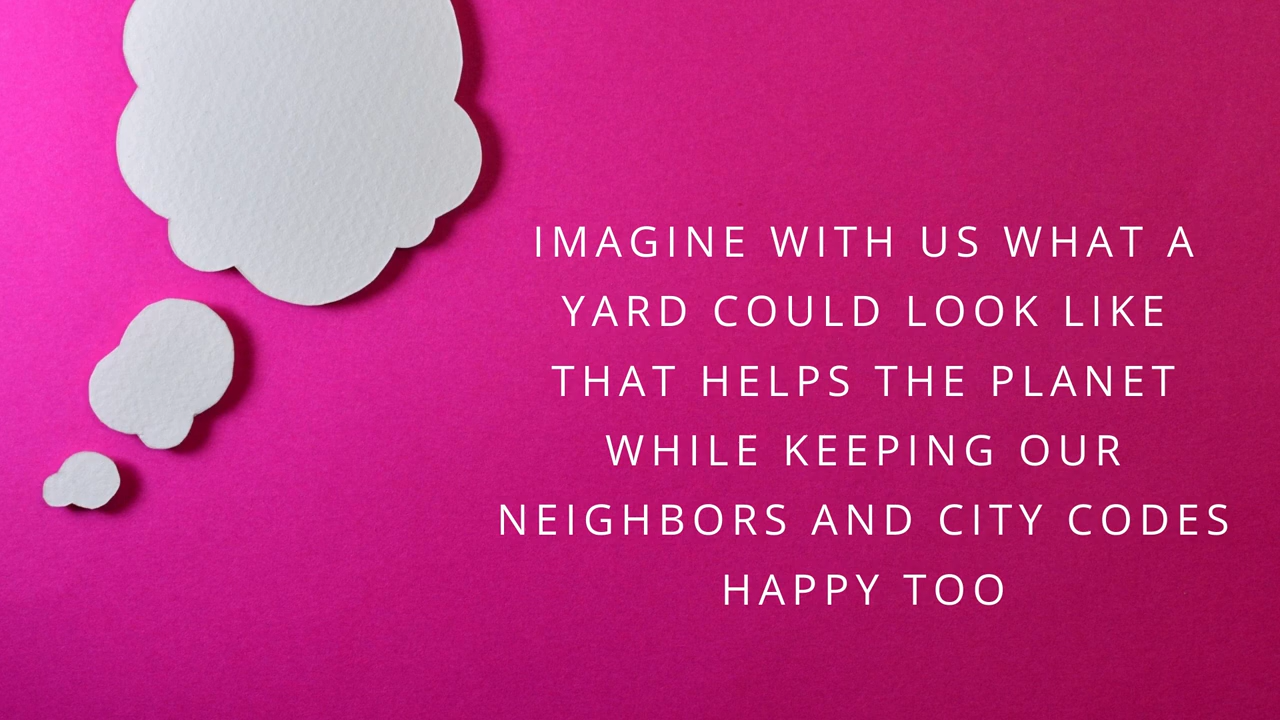 IMAGINE WITH US WHAT A
YARD COULD LOOK LIKE
THAT HELPS THE PLANET
WHILE KEEPING OUR
NEIGHBORS AND CITY CODES
HAPPY TOO